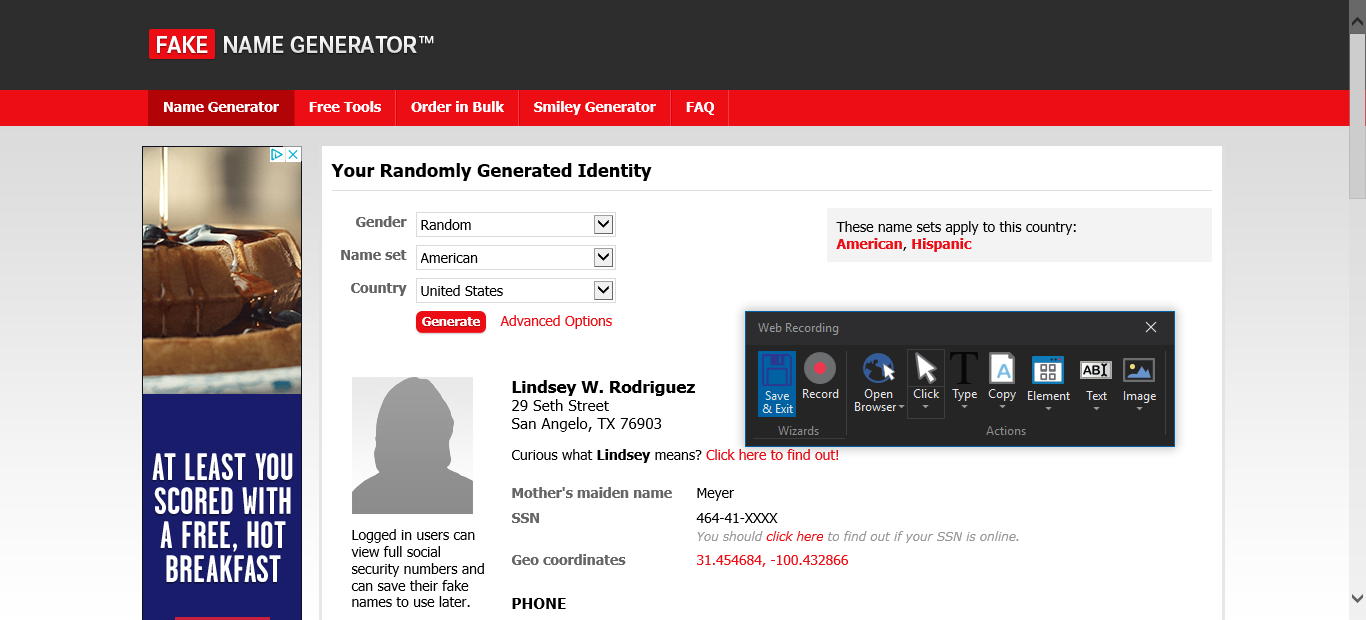 FAKE NAME GENERATOR™
Name Generator
Free Tools
Order in Bulk
Smiley Generator
FAQ
AT LEAST YOU
SCORED WITH
A FREE, HOT
BREAKFAST
Your Randomly Generated Identity
Gender
Random
Name set
American
Country
United States
Generate
Advanced Options
These name sets apply to this country:
American, Hispanic
Web Recording
Save
& Exit
Record
Wizards
Open
Browser
Click
Type
Copy
Element
Text
Image
ABI
A
T
Actions
Logged in users can
view full social
security numbers and
can save their fake
names to use later.
Lindsey W. Rodriguez
29 Seth Street
San Angelo, TX 76903
Curious what Lindsey means? Click here to find out!
Mother's maiden name
Meyer
SSN
464-41-XXXX
You should click here to find out if your SSN is online.
Geo coordinates
31.454684, -100.432866
PHONE